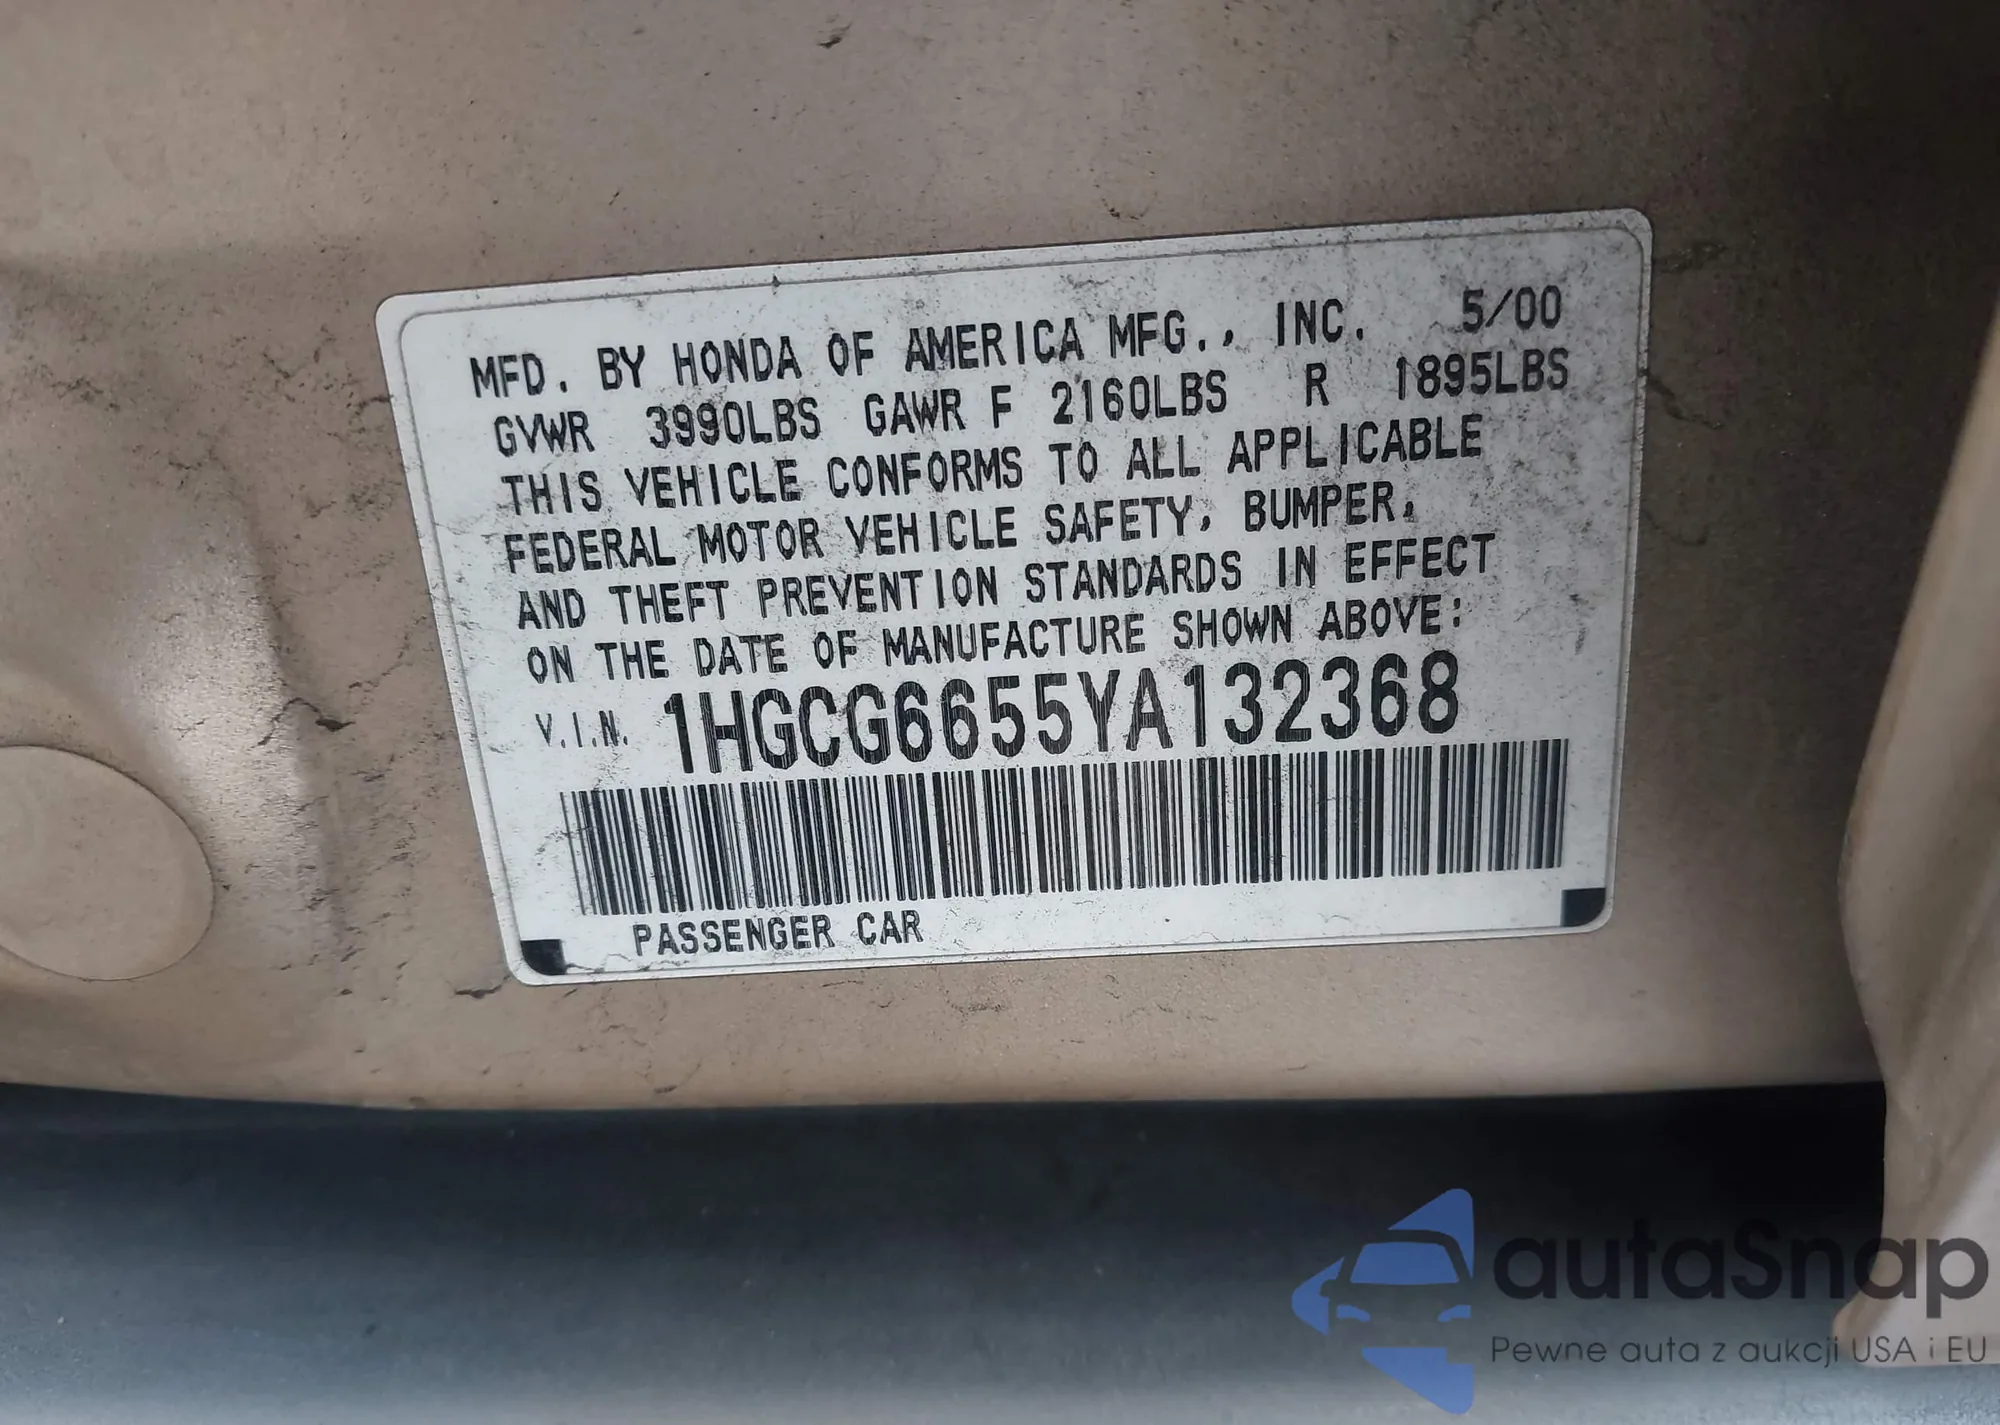 MFD. BY HONDA OF AMERICA MFG., INC. 5/00
GVWR 3990LBS GAWR F 2160LBS R 1895LBS
THIS VEHICLE CONFORMS TO ALL APPLICABLE
FEDERAL MOTOR VEHICLE SAFETY, BUMPER,
AND THEFT PREVENTION STANDARDS IN EFFECT
ON THE DATE OF MANUFACTURE SHOWN ABOVE:
V.I.N. 1HGCG6655YA132368
PASSENGER CAR
autaSnap
Pewne auta z aukcji USA i EU